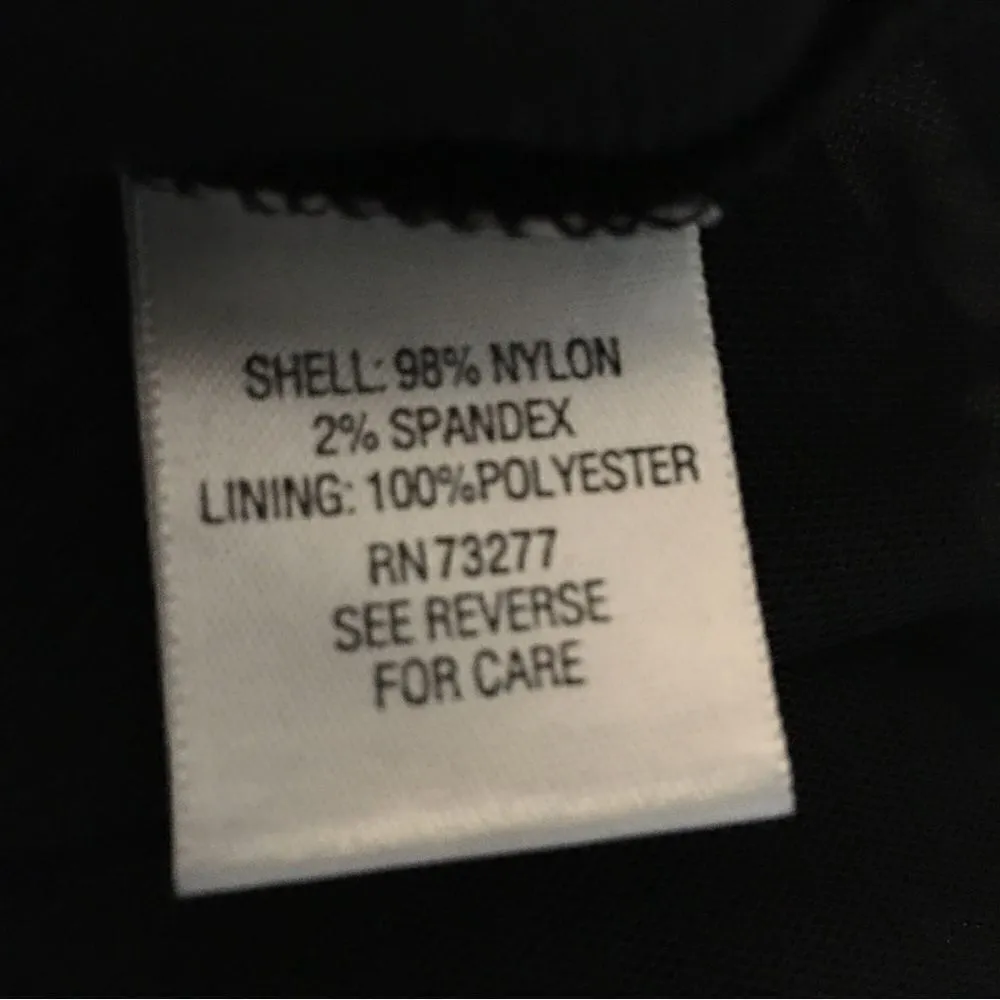 SHELL: 98% NYLON
2% SPANDEX
LINING: 100%POLYESTER
RN 73277
SEE REVERSE
FOR CARE